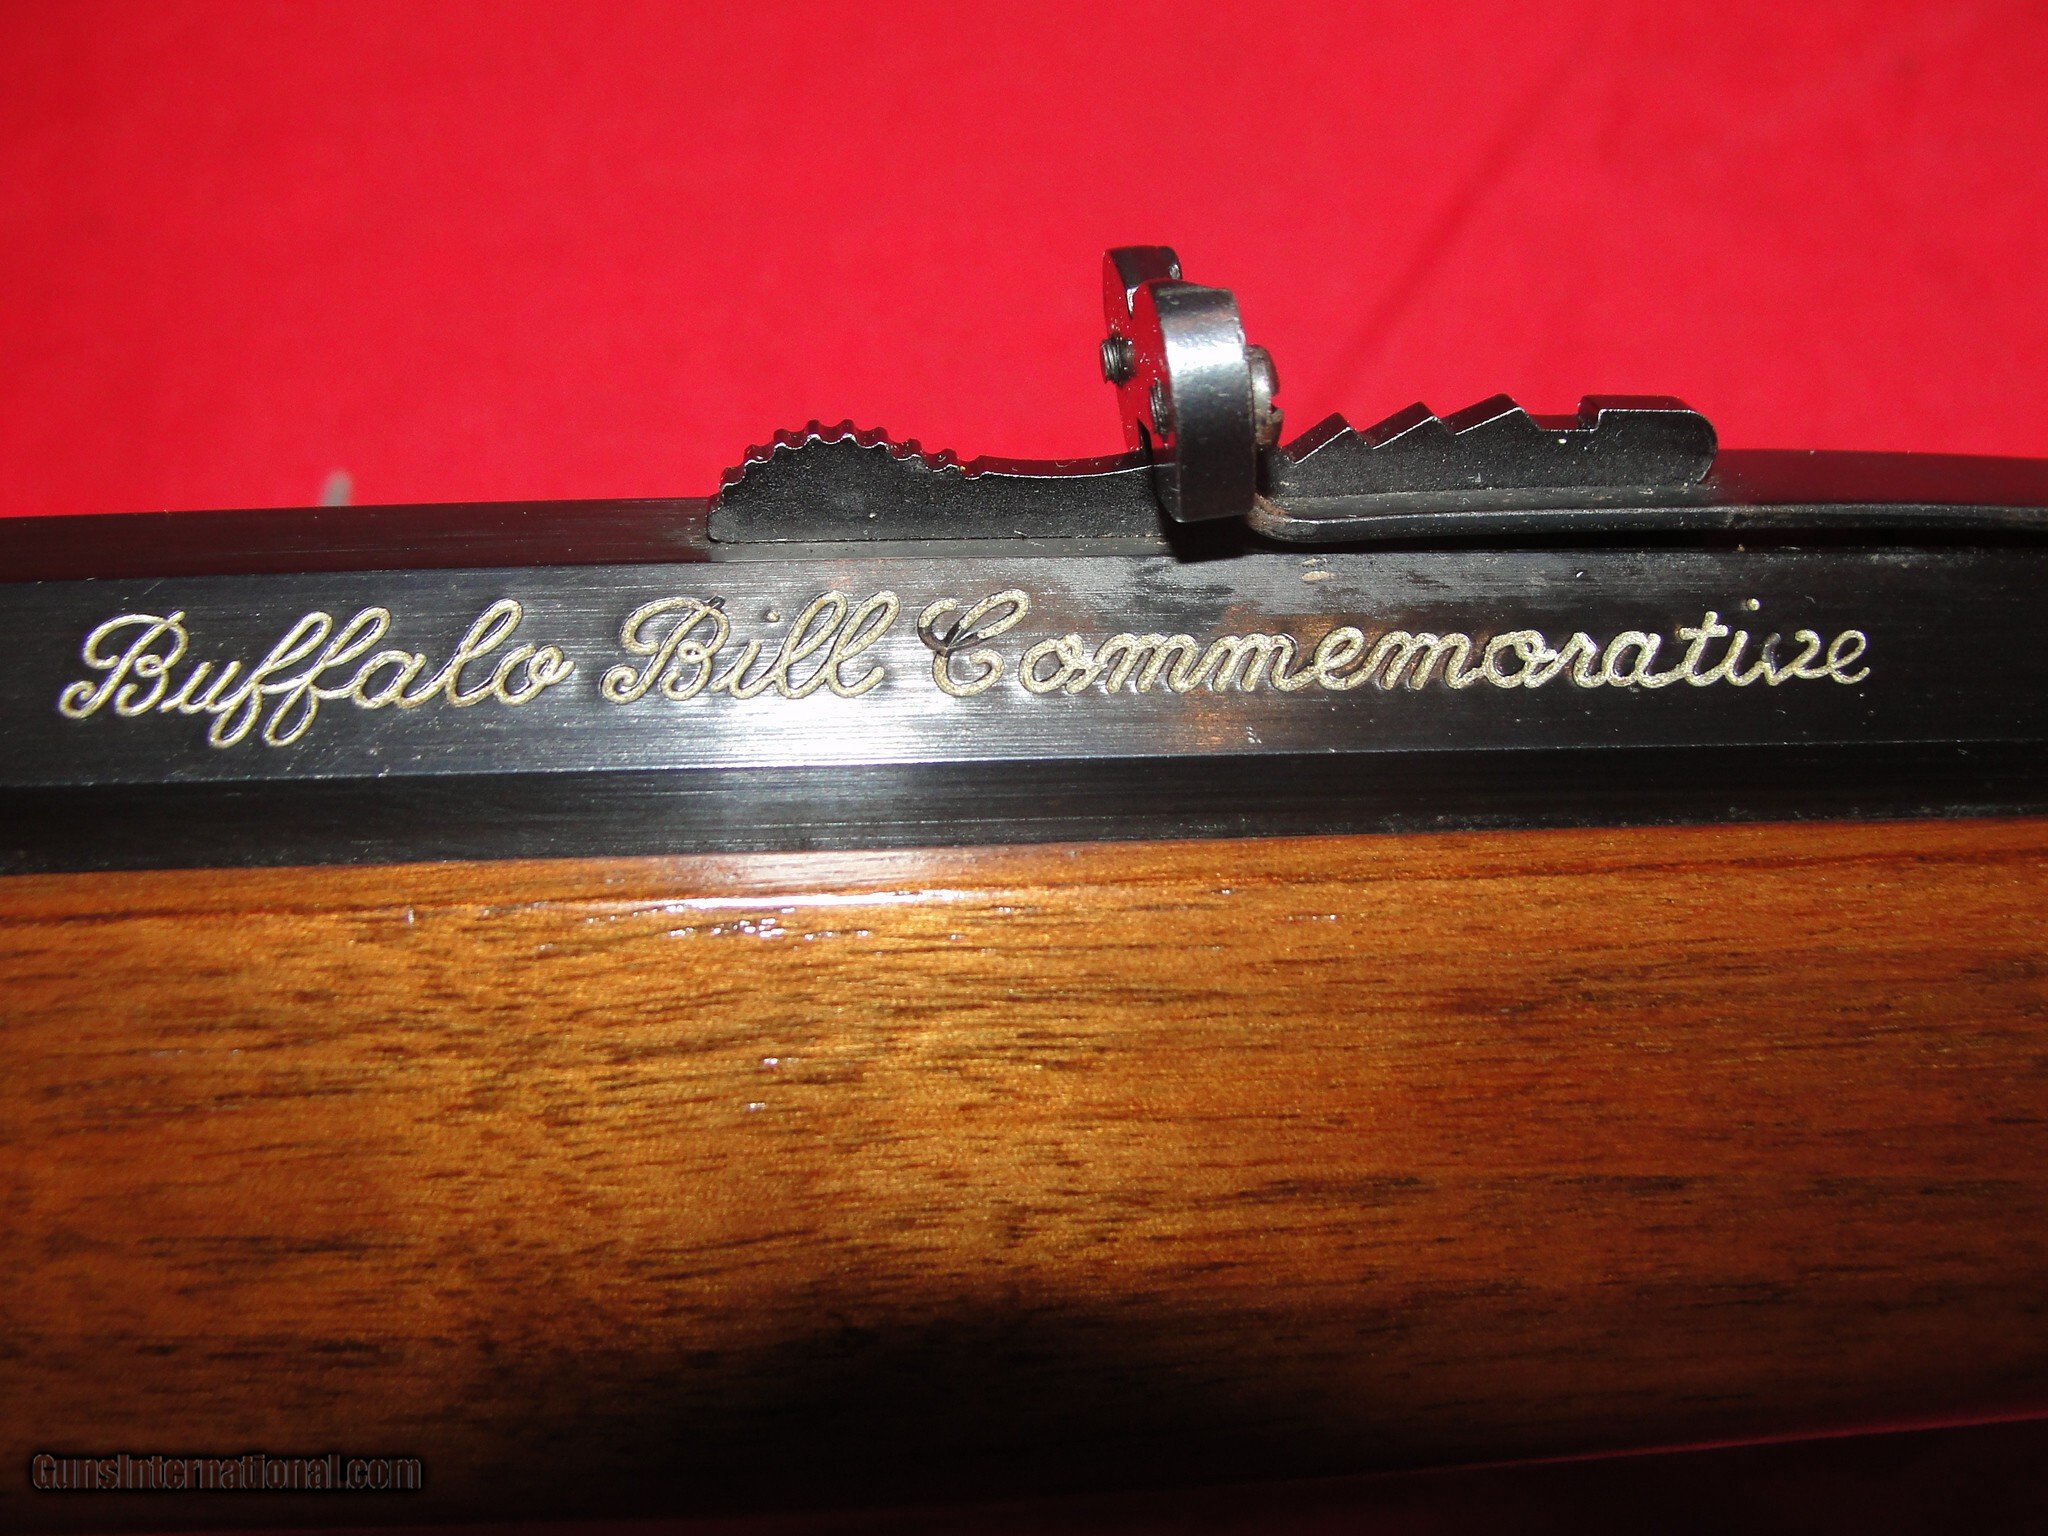 Buffalo Bill Commemorative
GunsInternational.com